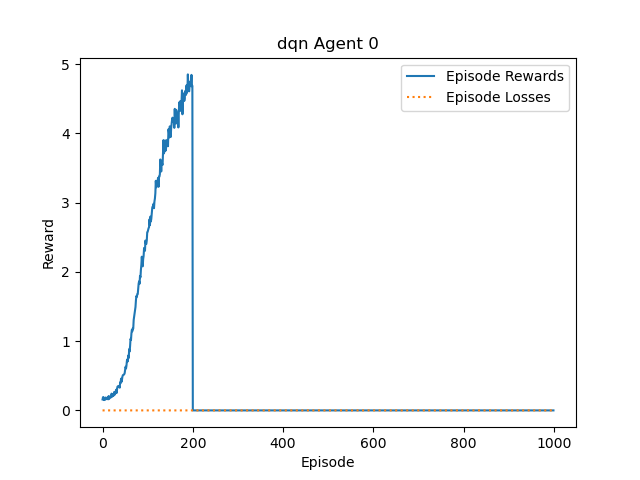 dqn Agent 0
Episode Rewards
Episode Losses
Reward
5
4
3
2
1
0
0 200 400 600 800 1000
Episode